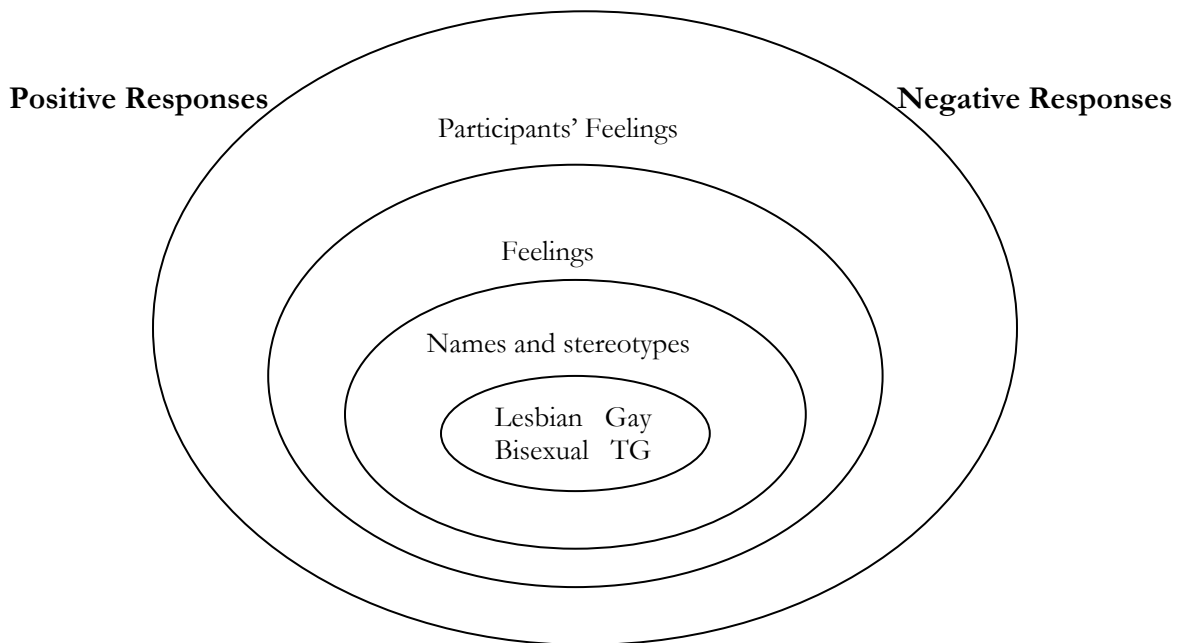 Positive Responses
Negative Responses
Participants’ Feelings
Feelings
Names and stereotypes
Lesbian Gay
Bisexual TG